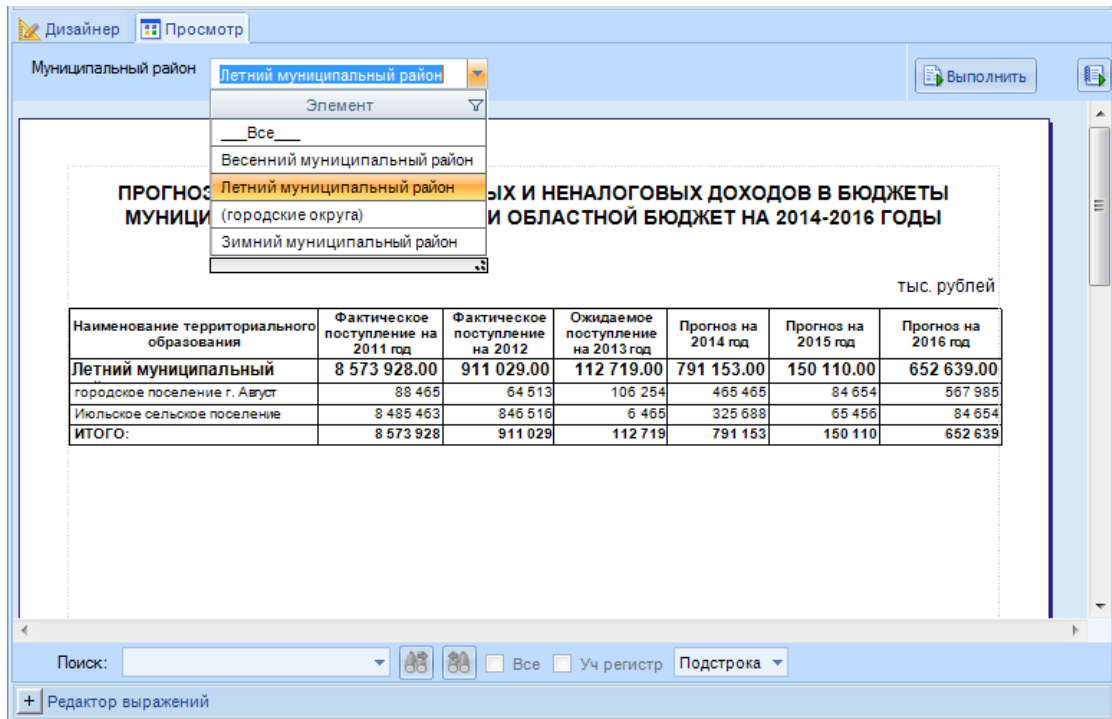 Дизайнер Просмотр
Муниципальный район Летний муниципальный район Выполнить
Элемент
___Все___
Весенний муниципальный район
Летний муниципальный район
(городские округа)
Зимний муниципальный район
ПРОГНОЗ ЫХ И НЕНАЛОГОВЫХ ДОХОДОВ В БЮДЖЕТЫ
МУНИЦИ И ОБЛАСТНОЙ БЮДЖЕТ НА 2014-2016 ГОДЫ
тыс. рублей
Наименование территориального образования Фактическое поступление на 2011 год Фактическое поступление на 2012 Ожидаемое поступление на 2013 год Прогноз на 2014 год Прогноз на 2015 год Прогноз на 2016 год
Летний муниципальный 8 573 928.00 911 029.00 112 719.00 791 153.00 150 110.00 652 639.00
городское поселение г. Август 88 465 64 513 106 254 465 465 84 654 567 985
Июльское сельское поселение 8 485 463 846 516 6 465 325 688 65 456 84 654
ИТОГО: 8 573 928 911 029 112 719 791 153 150 110 652 639
Поиск: Все Уч регистр Подстрока
+ Редактор выражений